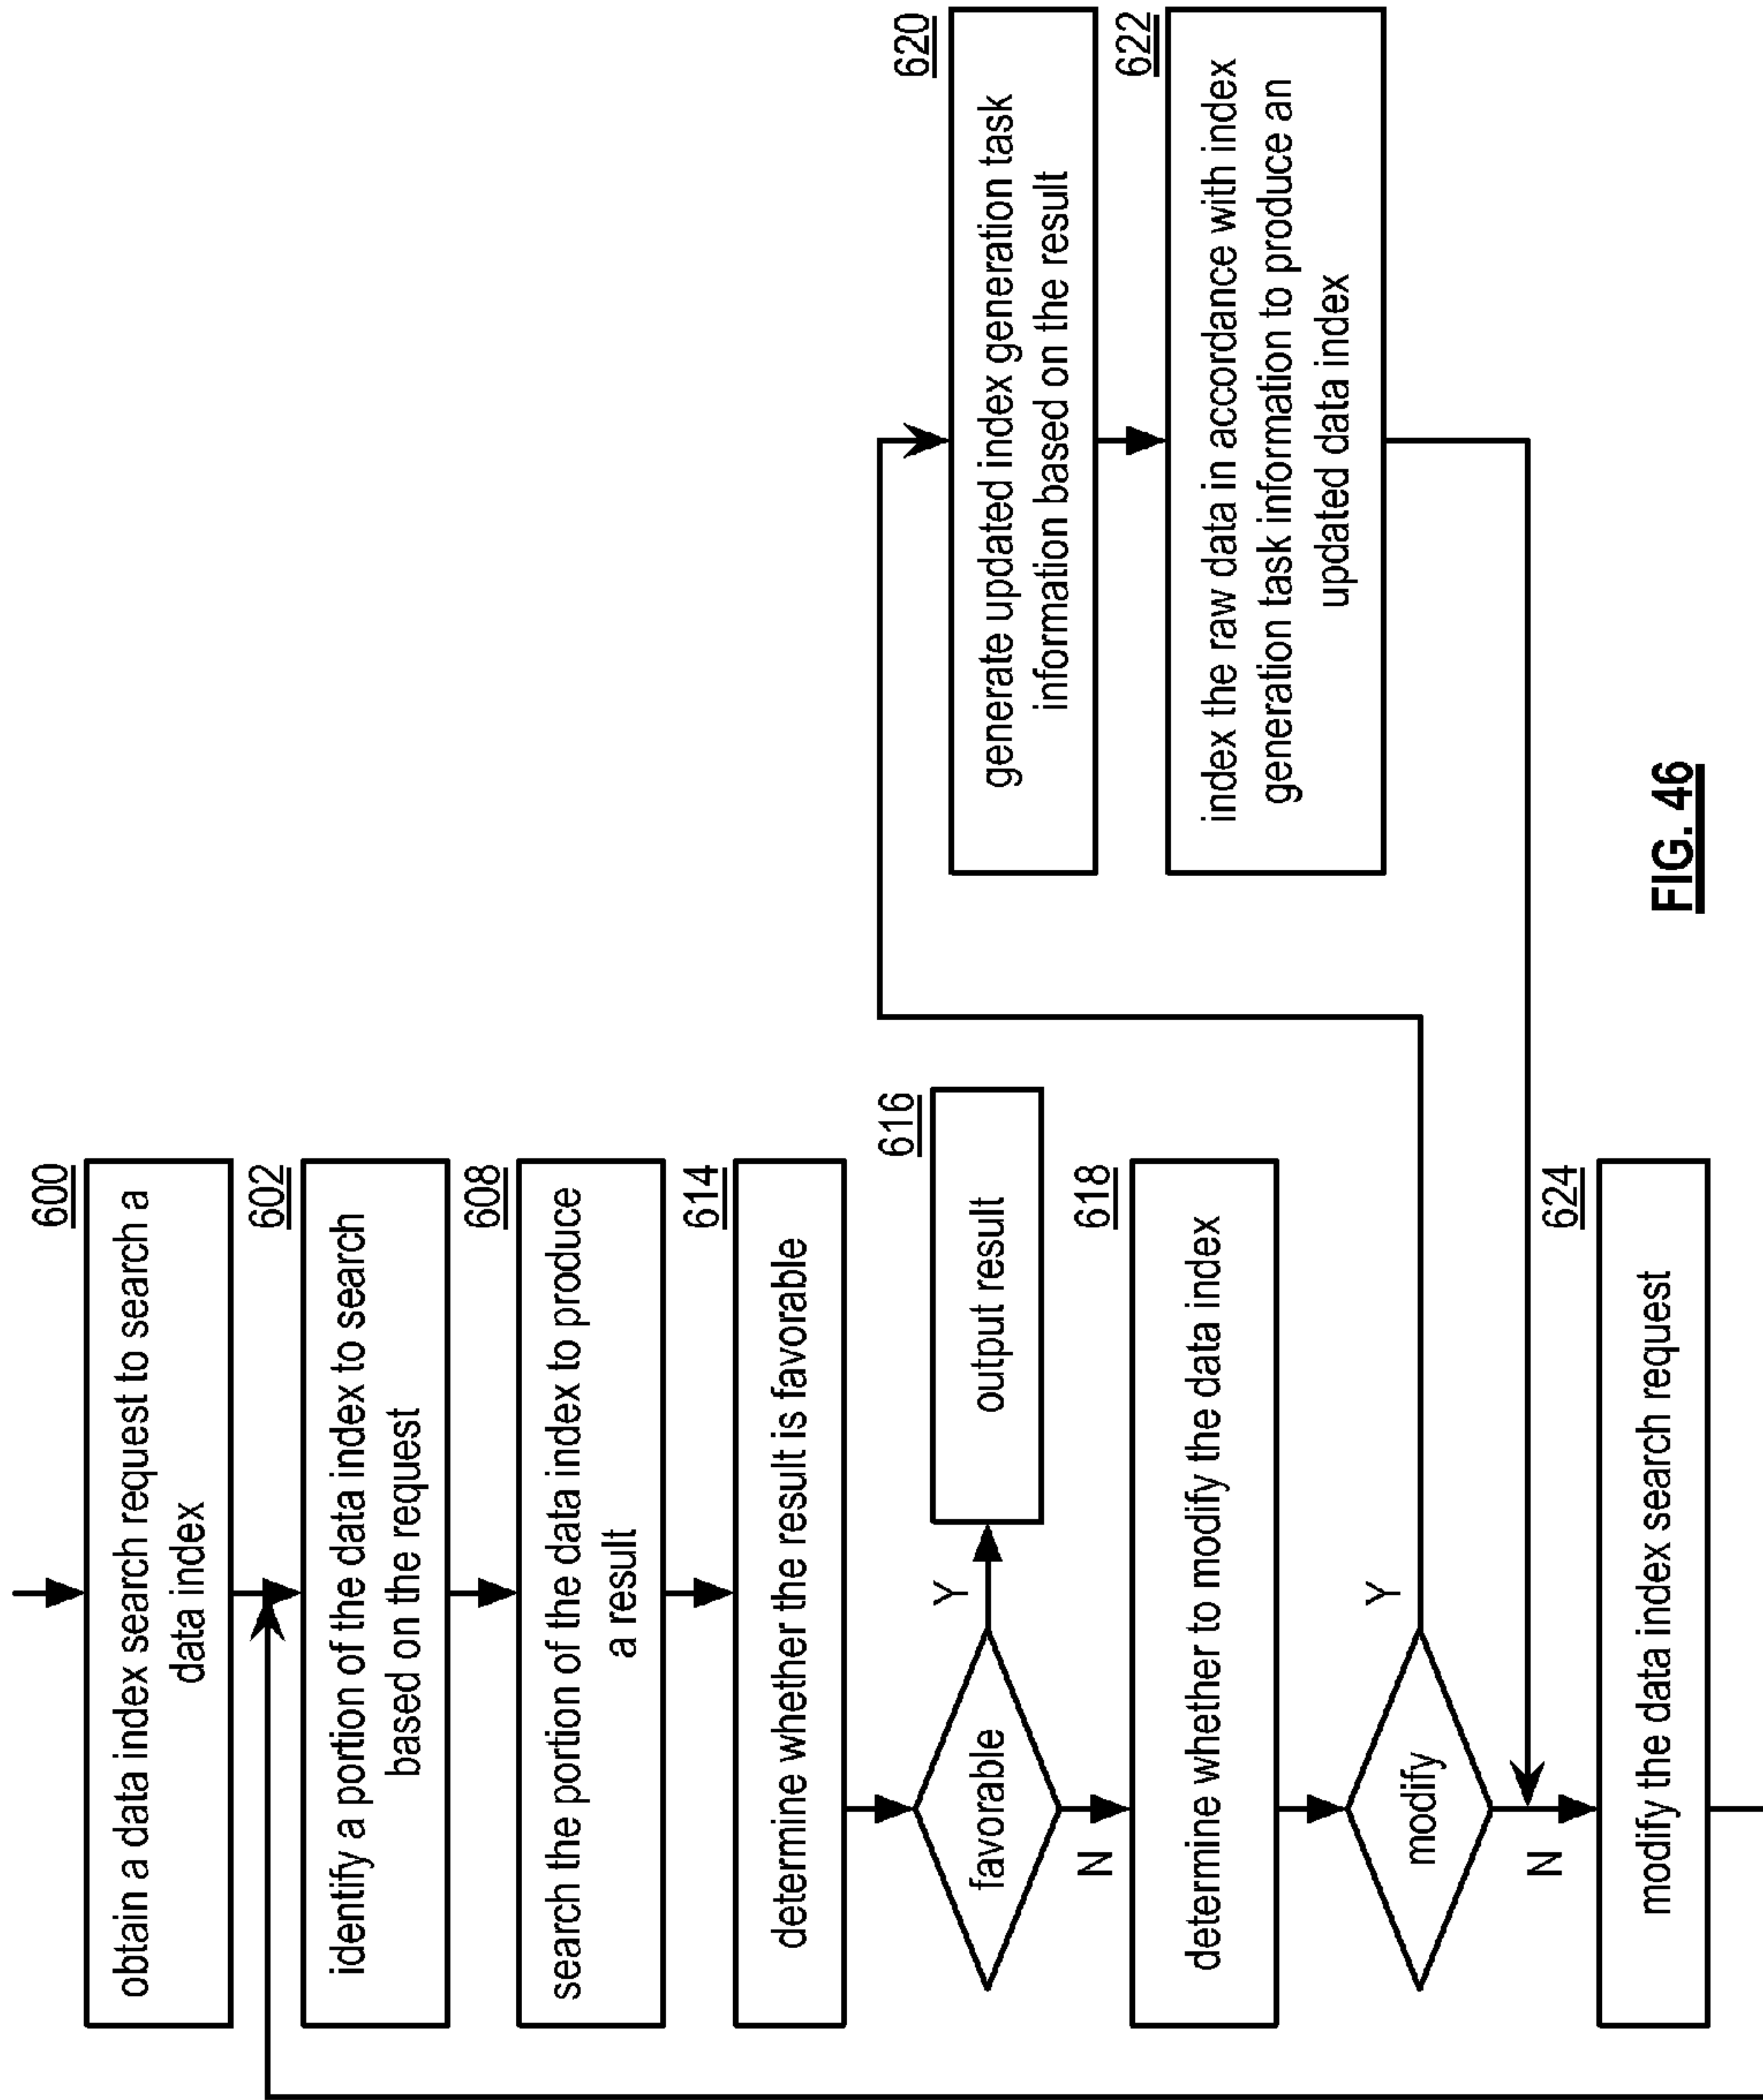 600
obtain a data index search request to search a
data index
602
identify a portion of the data index to search
based on the request
608
search the portion of the data index to produce
a result
614
determine whether the result is favorable
favorable
Y
N
616
output result
618
determine whether to modify the data index
modify
Y
N
620
generate updated index generation task
information based on the result
622
index the raw data in accordance with index
generation task information to produce an
updated data index
624
modify the data index search request
FIG. 46